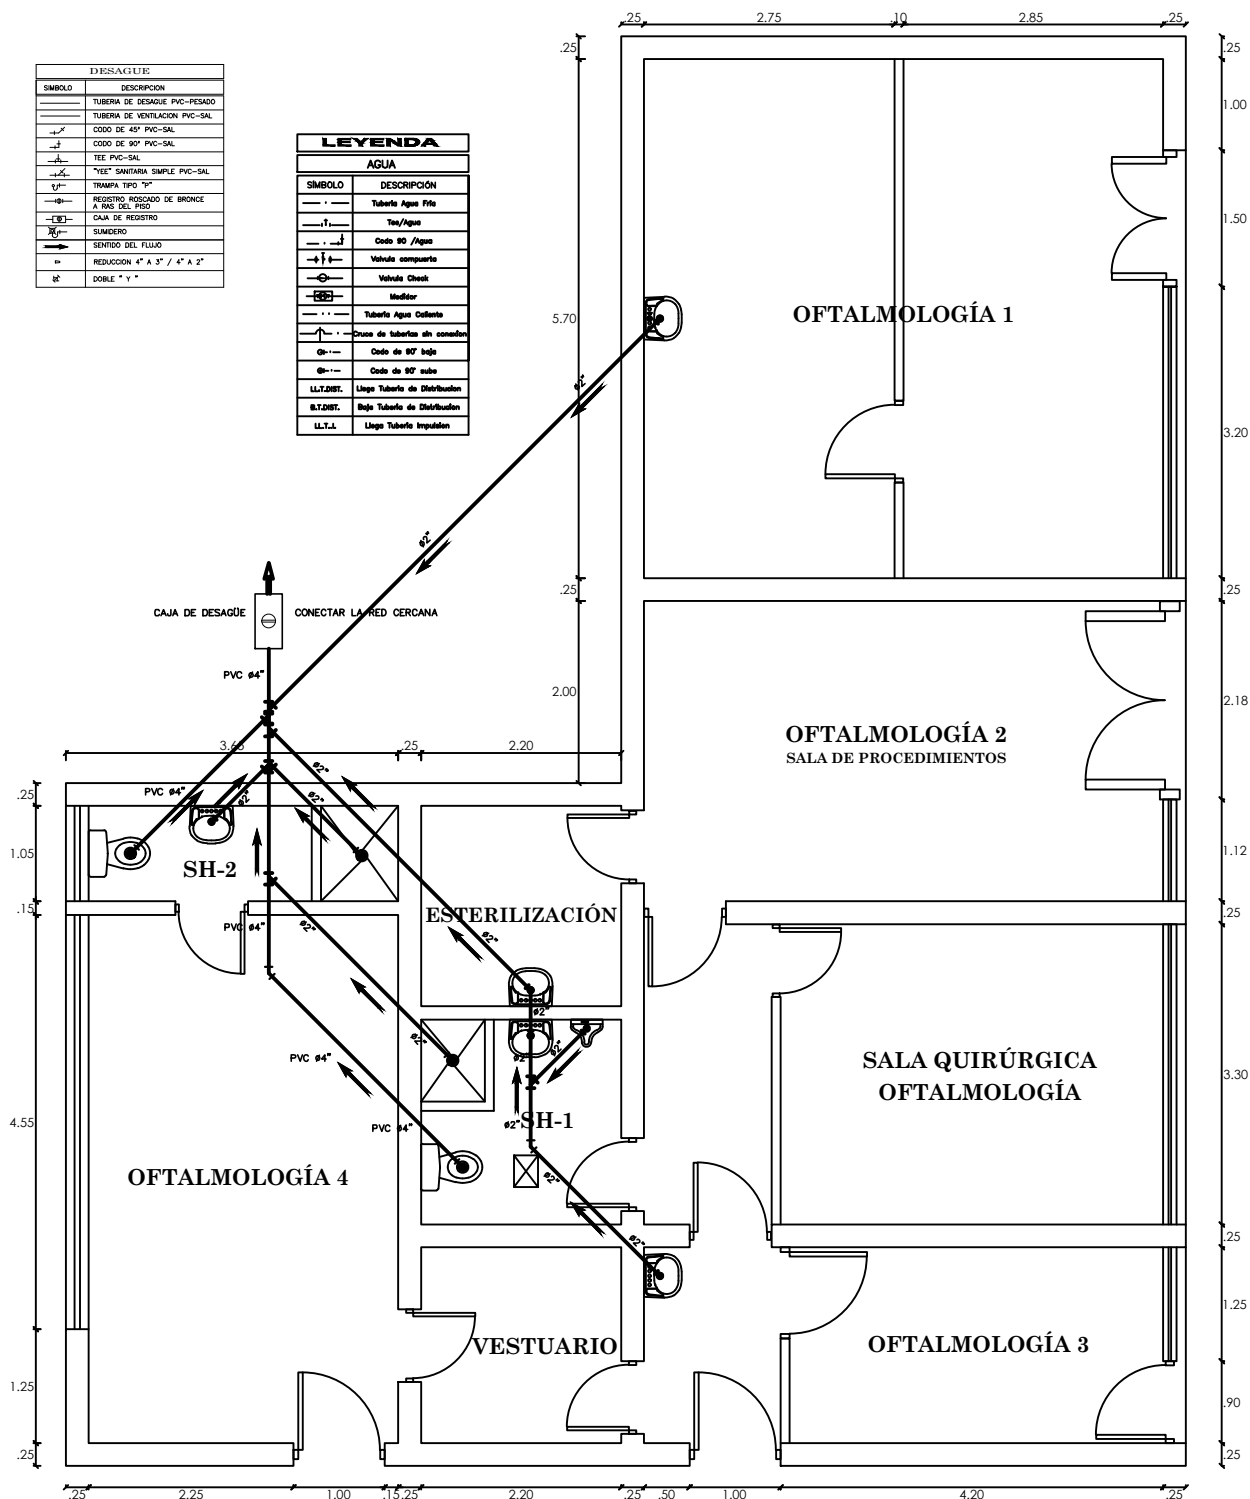 .25
2.75
.10
2.85
.25
.25
.25
1.00
1.50
5.70
3.20
.25
.25
2.00
2.18
1.12
.25
3.30
.25
1.25
.90
.25
DESAGUE
SIMBOLO DESCRIPCION
TUBERIA DE DESAGUE PVC-PESADO
TUBERIA DE VENTILACION PVC-SAL
CODO DE 45° PVC-SAL
CODO DE 90° PVC-SAL
TEE PVC-SAL
"YEE" SANITARIA SIMPLE PVC-SAL
TRAMPA TIPO "P"
REGISTRO ROSCADO DE BRONCE
A RAS DEL PISO
CAJA DE REGISTRO
SUMIDERO
SENTIDO DEL FLUJO
REDUCCION 4" A 3" / 4" A 2"
DOBLE " Y "
LEYENDA
AGUA
SÍMBOLO DESCRIPCIÓN
Tubería Agua Fría
Tee/Agua
Codo 90 /Agua
Valvula compuerta
Valvula Check
Medidor
Tubería Agua Caliente
Cruce de tuberias sin conexion
Codo de 90° baja
Codo de 90° sube
LL.T.DIST. Llega Tubería de Distribucion
B.T.DIST. Baja Tubería de Distribucion
LL.T.I. Llega Tubería Impulsion
OFTALMOLOGÍA 1
ø2"
ø2"
CAJA DE DESAGÜE
CONECTAR LA RED CERCANA
PVC ø4"
3.65
.25
2.20
OFTALMOLOGÍA 2
SALA DE PROCEDIMIENTOS
ø2"
ø2"
PVC ø4"
ø2"
.25
1.05
.15
4.55
1.25
.25
SH-2
ESTERILIZACIÓN
PVC ø4"
ø2"
ø2"
ø2"
ø2"
ø2"
ø2"
PVC ø4"
SALA QUIRÚRGICA
OFTALMOLOGÍA
PVC ø4"
ø2"
SH-1
OFTALMOLOGÍA 4
ø2"
ø2"
VESTUARIO
OFTALMOLOGÍA 3
.25
2.25
1.00
.15
.25
2.20
.25
.50
1.00
4.20
.25